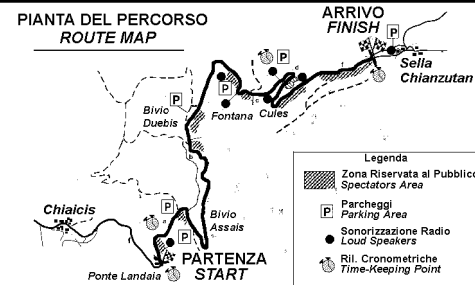 PIANTA DEL PERCORSO
ROUTE MAP
ARRIVO
FINISH
P
P
Sella
Chianzutan
P
P
Bivio
Duebis
Fontana
Cules
Legenda
Zona Riservata al Pubblico
Spectators Area
P
Parcheggi
Parking Area
Sonorizzazione Radio
Loud Speakers
Ril. Cronometriche
Time-Keeping Point
Chiaicis
P
Bivio
Assais
P
PARTENZA
START
Ponte Landaia